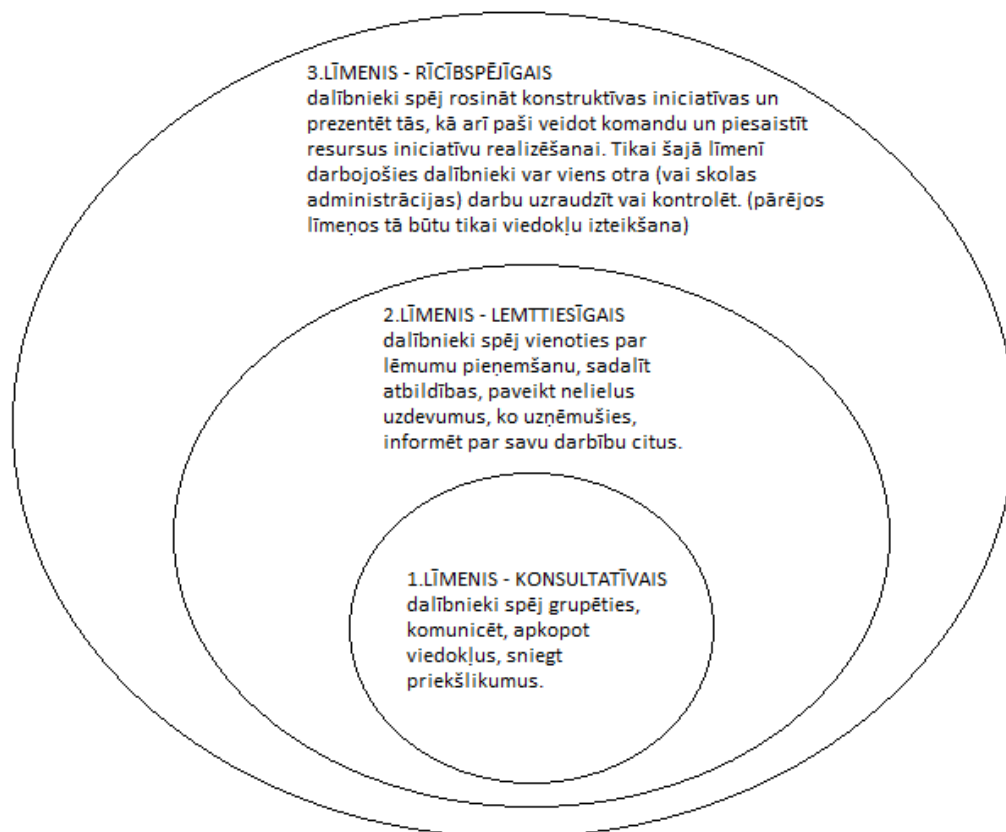 3.LĪMENIS - RĪCĪBSPĒJĪGAIS
dalībnieki spēj rosināt konstruktīvas iniciatīvas un
prezentēt tās, kā arī paši veidot komandu un piesaistīt
resursus iniciatīvu realizēšanai. Tikai šajā līmenī
darbojošies dalībnieki var viens otra (vai skolas
administrācijas) darbu uzraudzīt vai kontrolēt. (pārējos
līmeņos tā būtu tikai viedokļu izteikšana)
2.LĪMENIS - LEMTTIESĪGAIS
dalībnieki spēj vienoties par
lēmumu pieņemšanu, sadalīt
atbildības, paveikt nelielus
uzdevumus, ko uzņēmušies,
informēt par savu darbību citus.
1.LĪMENIS - KONSULTATĪVAIS
dalībnieki spēj grupēties,
komunicēt, apkopot
viedokļus, sniegt
priekšlikumus.